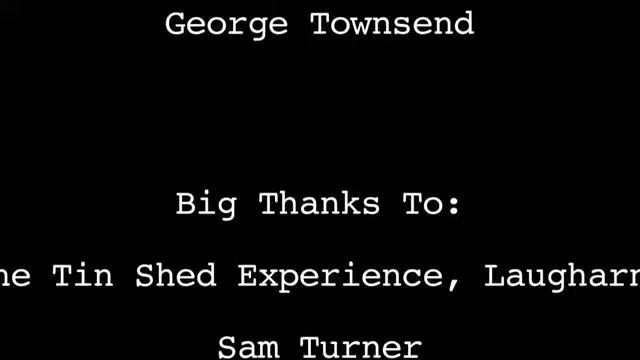 George Townsend
Big Thanks To:
he Tin Shed Experience, Laugharn
Sam Turner